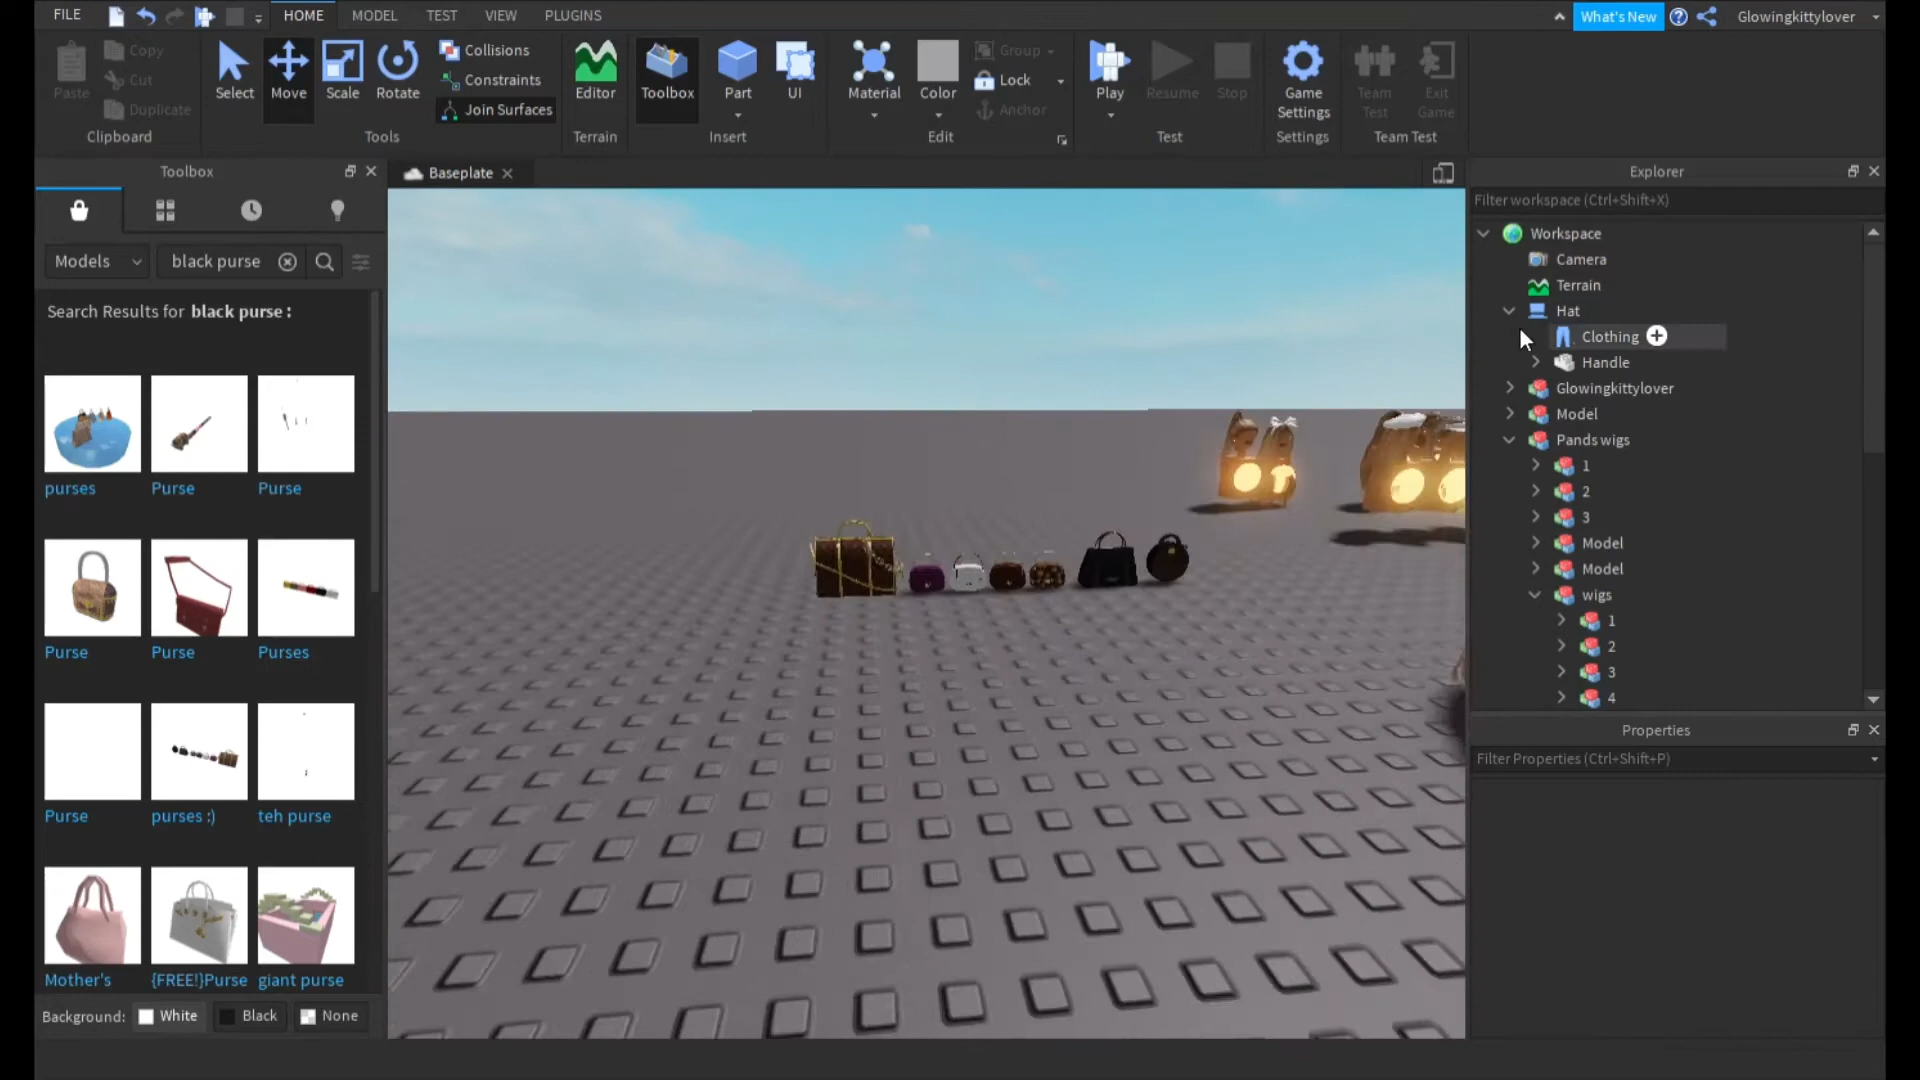 FILE HOME MODEL TEST VIEW PLUGINS What's New Glowingkittylover
Paste Copy Cut Duplicate Clipboard
Select Move Scale Rotate Collisions Constraints Join Surfaces Tools
Editor Terrain
Toolbox Part UI Insert
Material Color Group Lock Anchor Edit
Play Resume Stop Test
Game Settings Settings
Team Test Exit Game Team Test
Toolbox
Models black purse
Search Results for black purse :
purses Purse Purse
Purse Purse Purses
Purse purses :) teh purse
Mother's {FREE!}Purse giant purse
Background: White Black None
Baseplate
Explorer
Filter workspace (Ctrl+Shift+X)
Workspace
Camera
Terrain
Hat
Clothing
Handle
Glowingkittylover
Model
Pands wigs
1
2
3
Model
Model
wigs
1
2
3
4
Properties
Filter Properties (Ctrl+Shift+P)